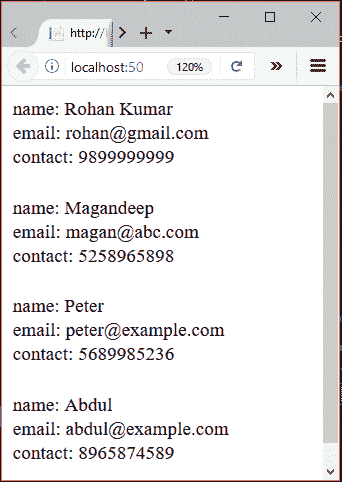 http://
localhost:50
120%
name: Rohan Kumar
email: rohan@gmail.com
contact: 9899999999
name: Magandeep
email: magan@abc.com
contact: 5258965898
name: Peter
email: peter@example.com
contact: 5689985236
name: Abdul
email: abdul@example.com
contact: 8965874589